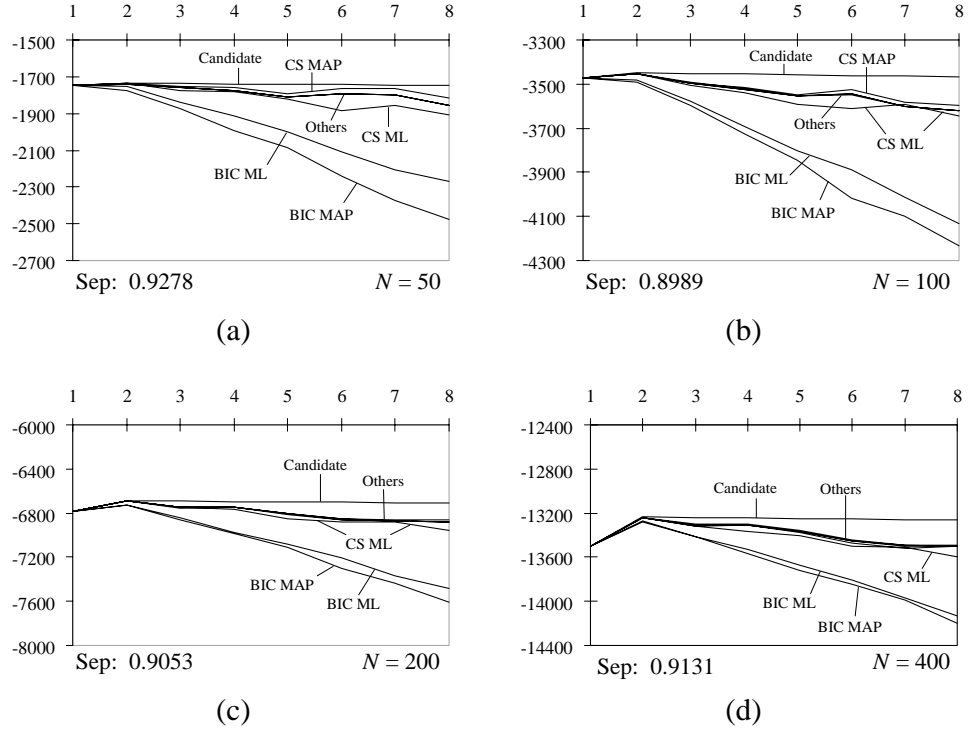 1 2 3 4 5 6 7 8
-1500
-1700
-1900
-2100
-2300
-2500
-2700
Candidate
CS MAP
Others
CS ML
BIC ML
BIC MAP
Sep: 0.9278
N = 50
(a)
1 2 3 4 5 6 7 8
-3300
-3500
-3700
-3900
-4100
-4300
Candidate
CS MAP
Others
CS ML
BIC ML
BIC MAP
Sep: 0.8989
N = 100
(b)
1 2 3 4 5 6 7 8
-6000
-6400
-6800
-7200
-7600
-8000
Candidate
Others
CS ML
BIC MAP
BIC ML
Sep: 0.9053
N = 200
(c)
1 2 3 4 5 6 7 8
-12400
-12800
-13200
-13600
-14000
-14400
Candidate
Others
CS ML
BIC ML
BIC MAP
Sep: 0.9131
N = 400
(d)